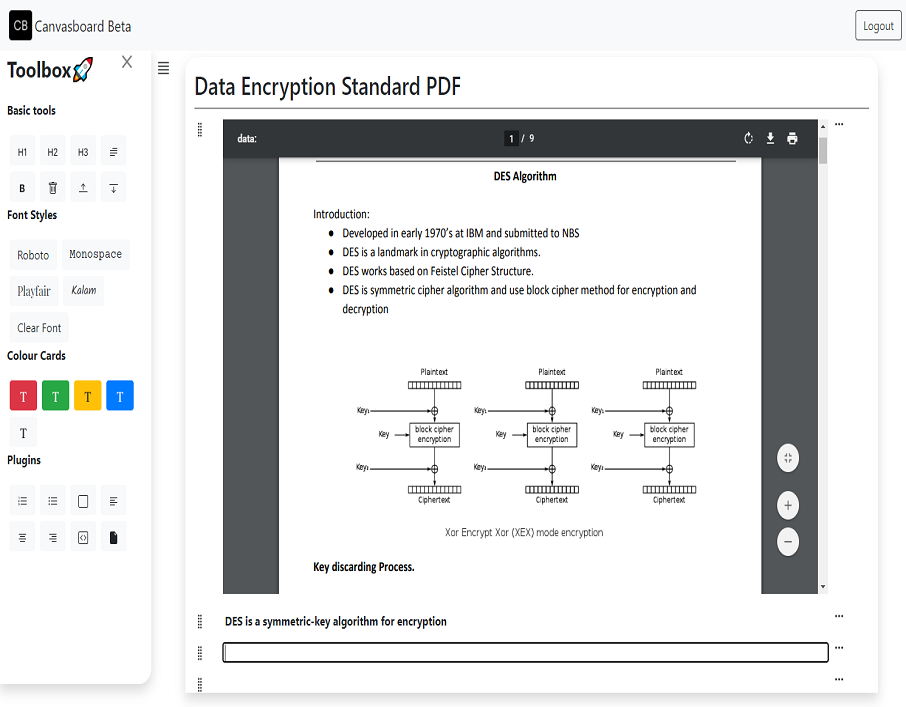 CB Canvasboard Beta
Logout
Toolbox
X
Basic tools
H1 H2 H3
B
Font Styles
Roboto Monospace
Playfair Kalam
Clear Font
Colour Cards
T T T T
T
Plugins
Data Encryption Standard PDF
data:
1 / 9
DES Algorithm
Introduction:
● Developed in early 1970's at IBM and submitted to NBS
● DES is a landmark in cryptographic algorithms.
● DES works based on Feistel Cipher Structure.
● DES is symmetric cipher algorithm and use block cipher method for encryption and
decryption
Plaintext Plaintext Plaintext
Key₁ Key₁ Key₁
Key block cipher Key block cipher Key block cipher
encryption encryption encryption
Key₂ Key₂ Key₂
Ciphertext Ciphertext Ciphertext
Xor Encrypt Xor (XEX) mode encryption
Key discarding Process.
DES is a symmetric-key algorithm for encryption